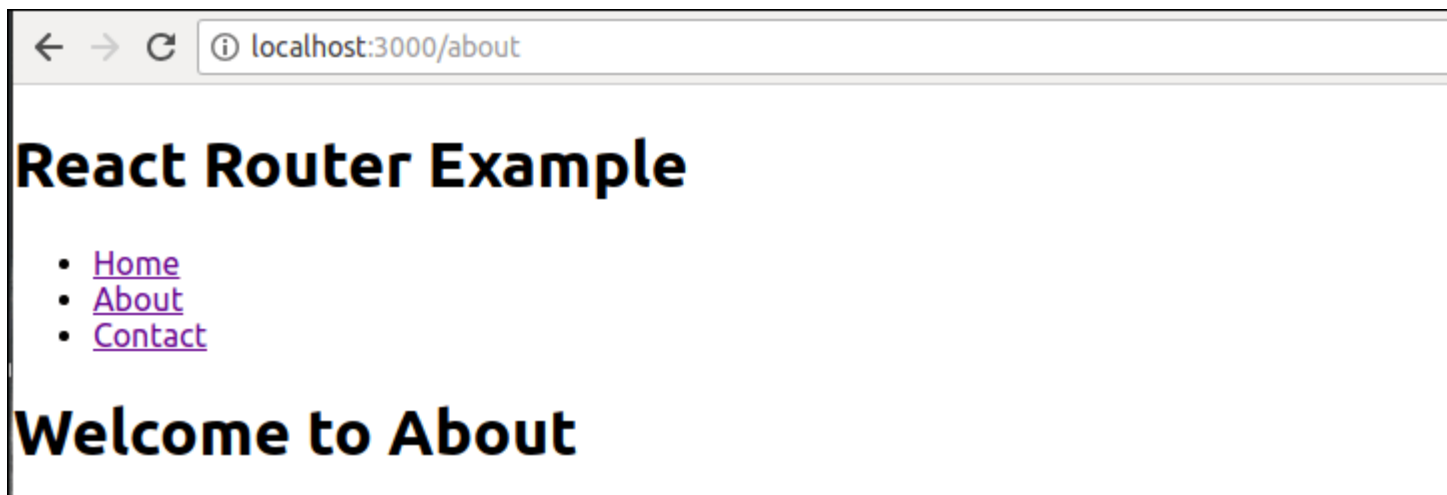 localhost:3000/about
React Router Example
Home
About
Contact
Welcome to About